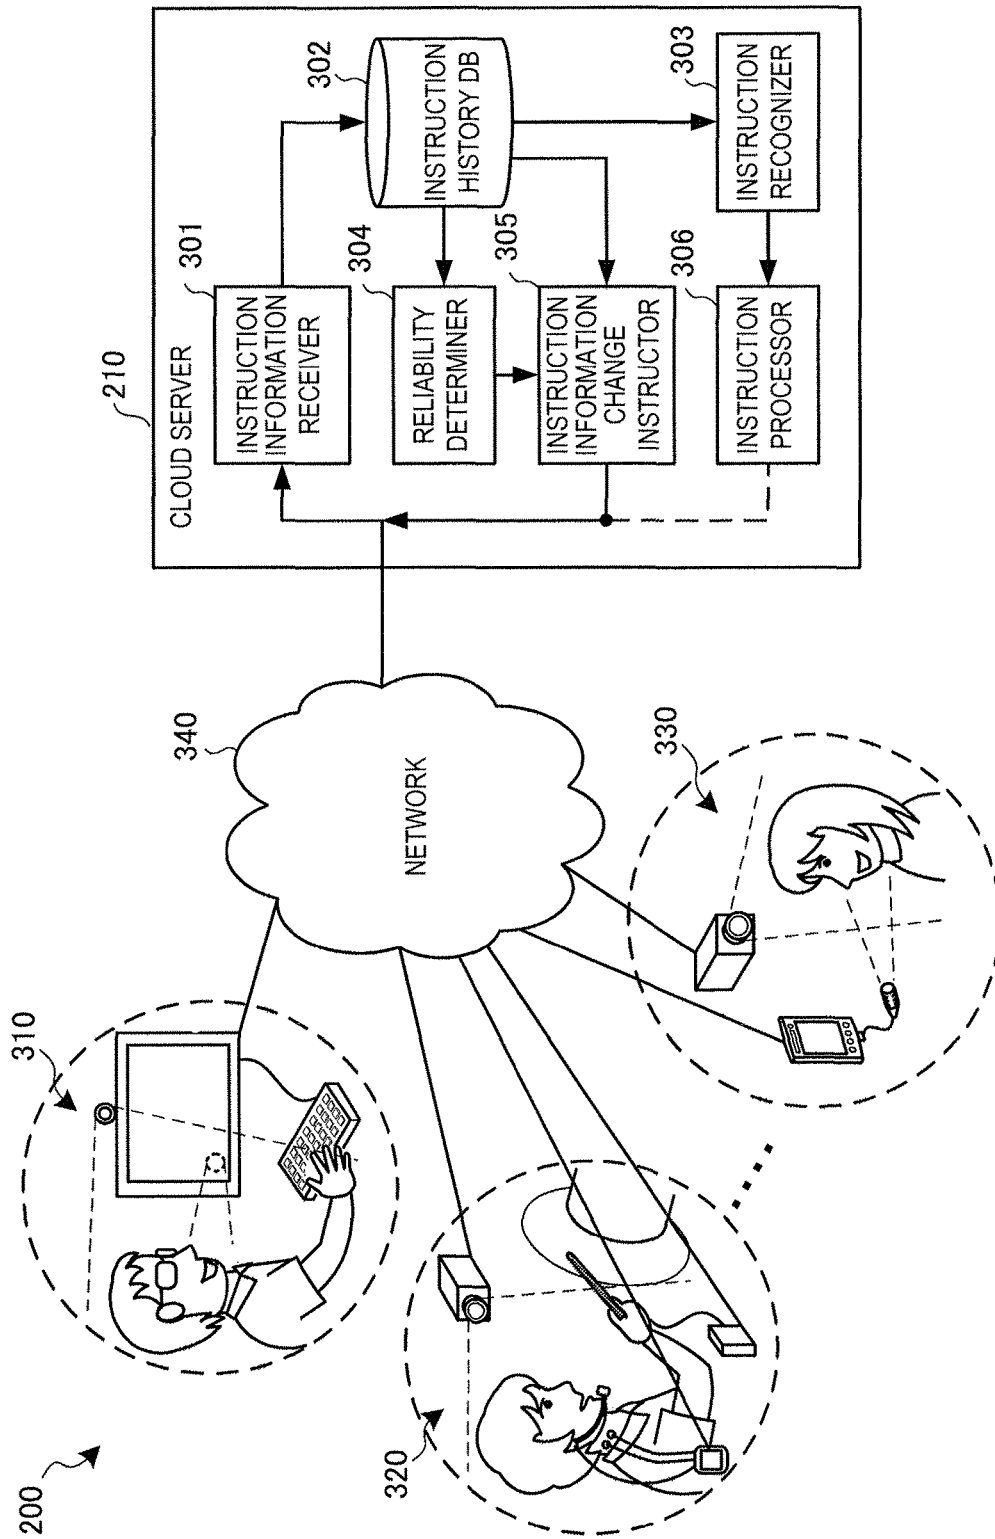 200
310
320
330
340
NETWORK
210
CLOUD SERVER
301
INSTRUCTION
INFORMATION
RECEIVER
302
INSTRUCTION
HISTORY DB
304
RELIABILITY
DETERMINER
305
INSTRUCTION
INFORMATION
CHANGE
INSTRUCTOR
306
INSTRUCTION
PROCESSOR
303
INSTRUCTION
RECOGNIZER